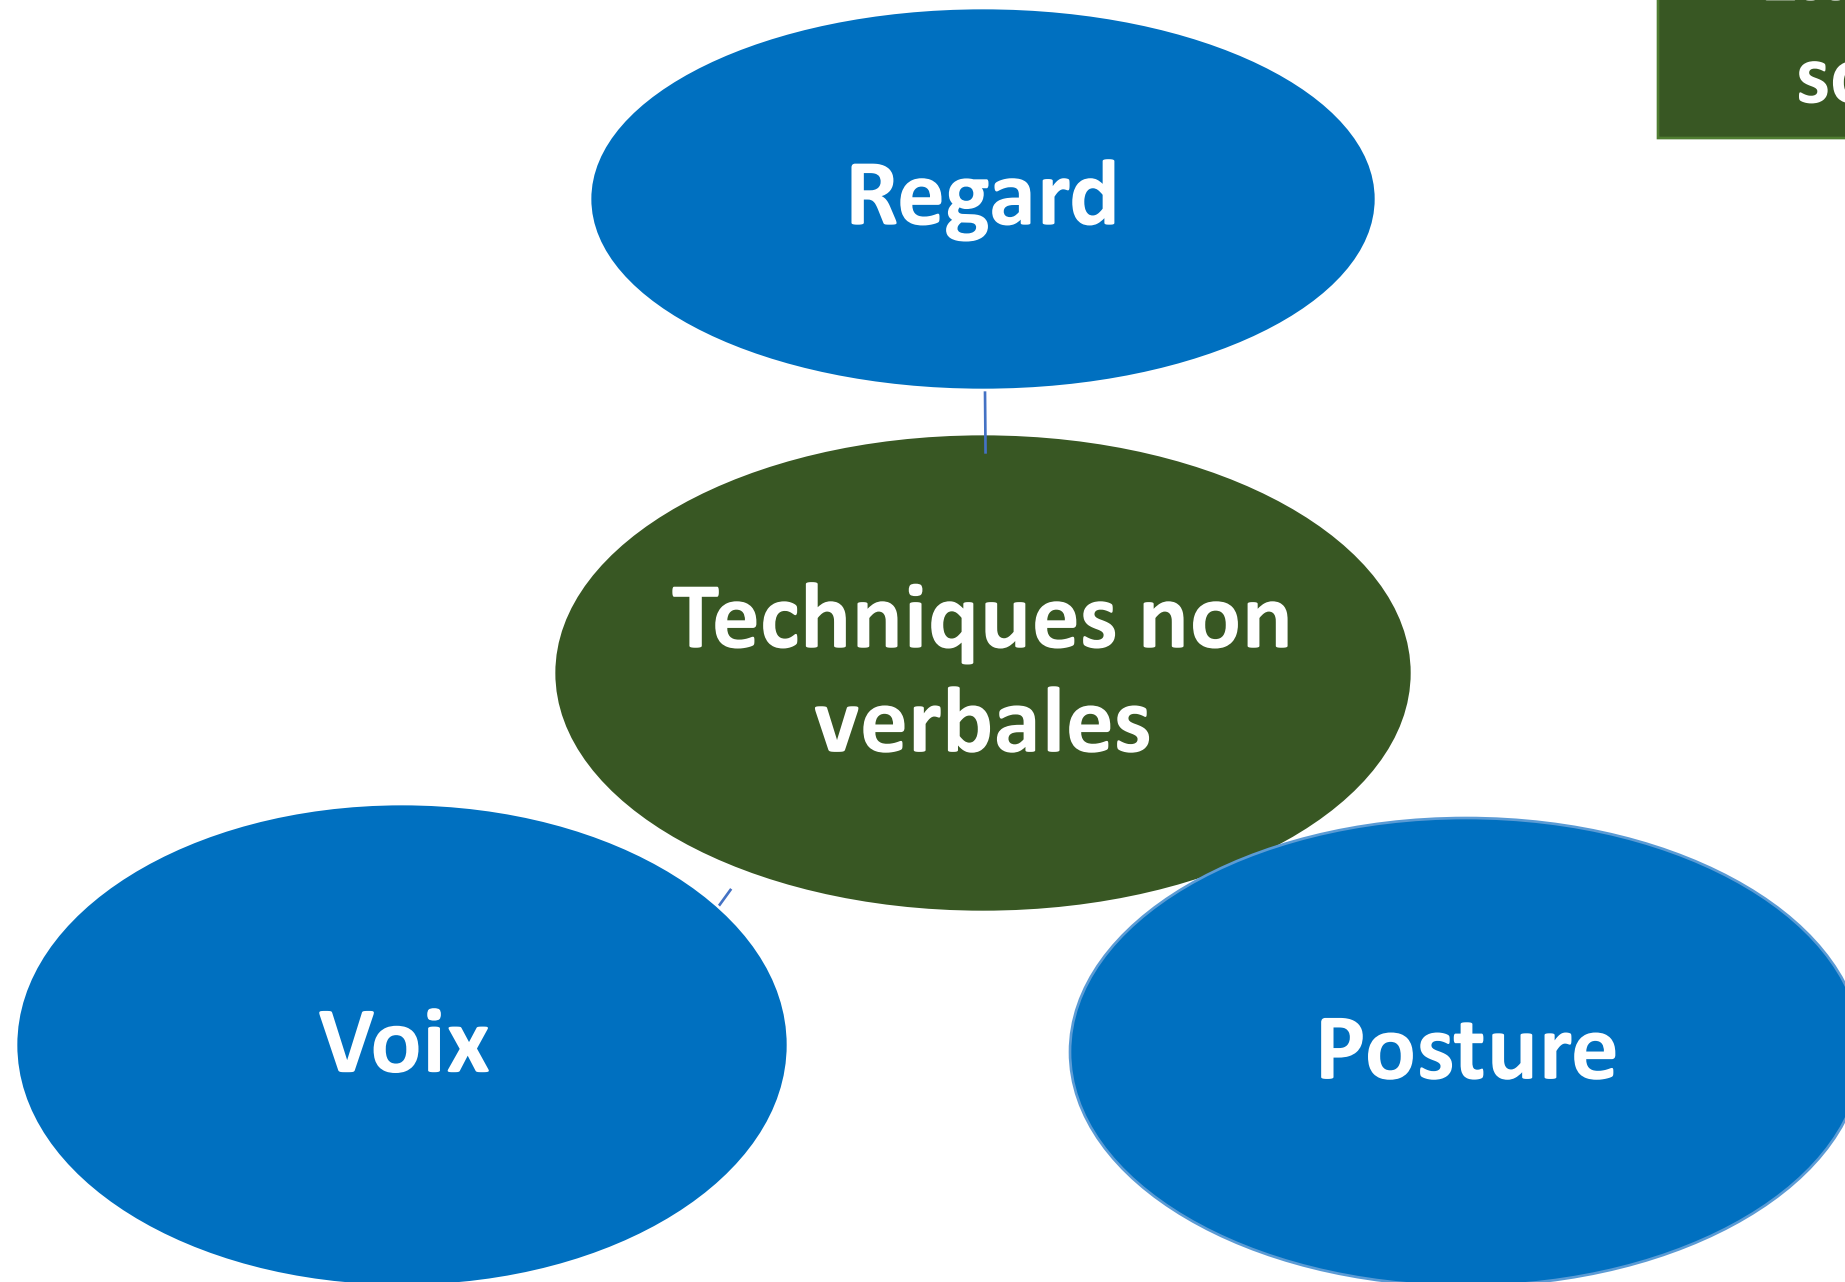 Regard
Techniques non
verbales
Voix
Posture